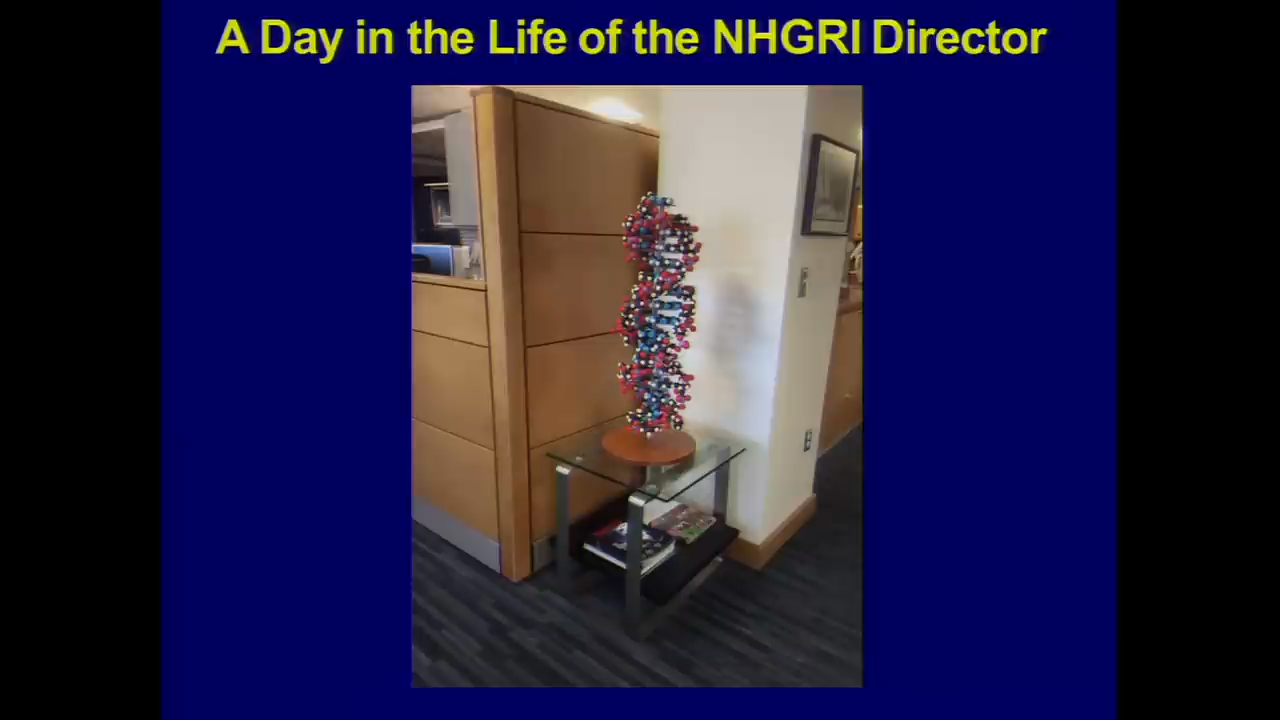 A Day in the Life of the NHGRI Director